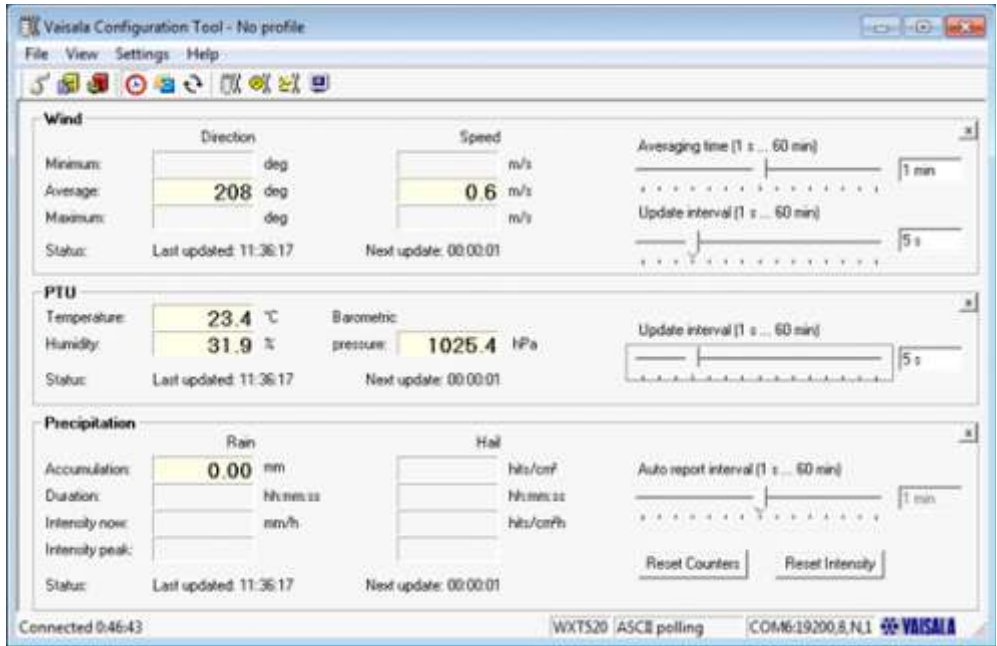 Vaisala Configuration Tool - No profile
File View Settings Help
Wind
Direction Speed
Averaging time (1 s ... 60 min)
Minimum: deg m/s
1 min
Average: 208 deg 0.6 m/s
Maximum: deg m/s
Update interval (1 s ... 60 min)
5 s
Status: Last updated: 11:36:17 Next update: 00:00:01
PTU
Temperature: 23.4 °C Barometric
Humidity: 31.9 % pressure: 1025.4 hPa
Update interval (1 s ... 60 min)
5 s
Status: Last updated: 11:36:17 Next update: 00:00:01
Precipitation
Rain Hail
Accumulation: 0.00 mm hits/cm²
Auto report interval (1 s ... 60 min)
Duration: hh:mm:ss hh:mm:ss
1 min
Intensity now: mm/h hits/cm²h
Intensity peak:
Reset Counters Reset Intensity
Status: Last updated: 11:36:17 Next update: 00:00:01
Connected 0:46:43 WXT520 ASCII polling COM6:19200,8,N,1 VAISALA